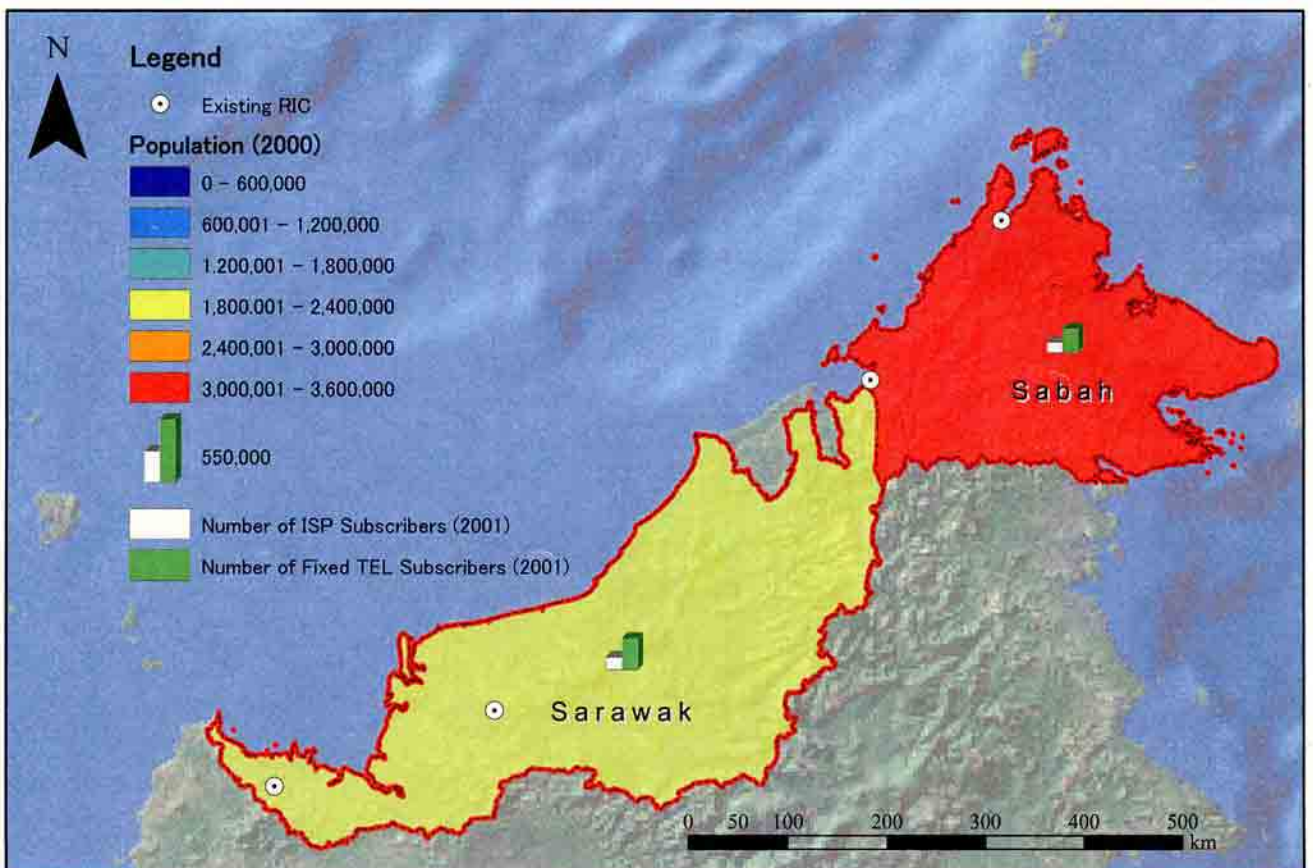 N
Legend
Existing RIC
Population (2000)
0 - 600,000
600,001 - 1,200,000
1.200,001 - 1,800,000
1,800,001 - 2,400,000
2,400,001 - 3,000,000
3,000,001 - 3,600,000
550,000
Number of ISP Subscribers (2001)
Number of Fixed TEL Subscribers (2001)
Sabah
Sarawak
0 50 100 200 300 400 500
km